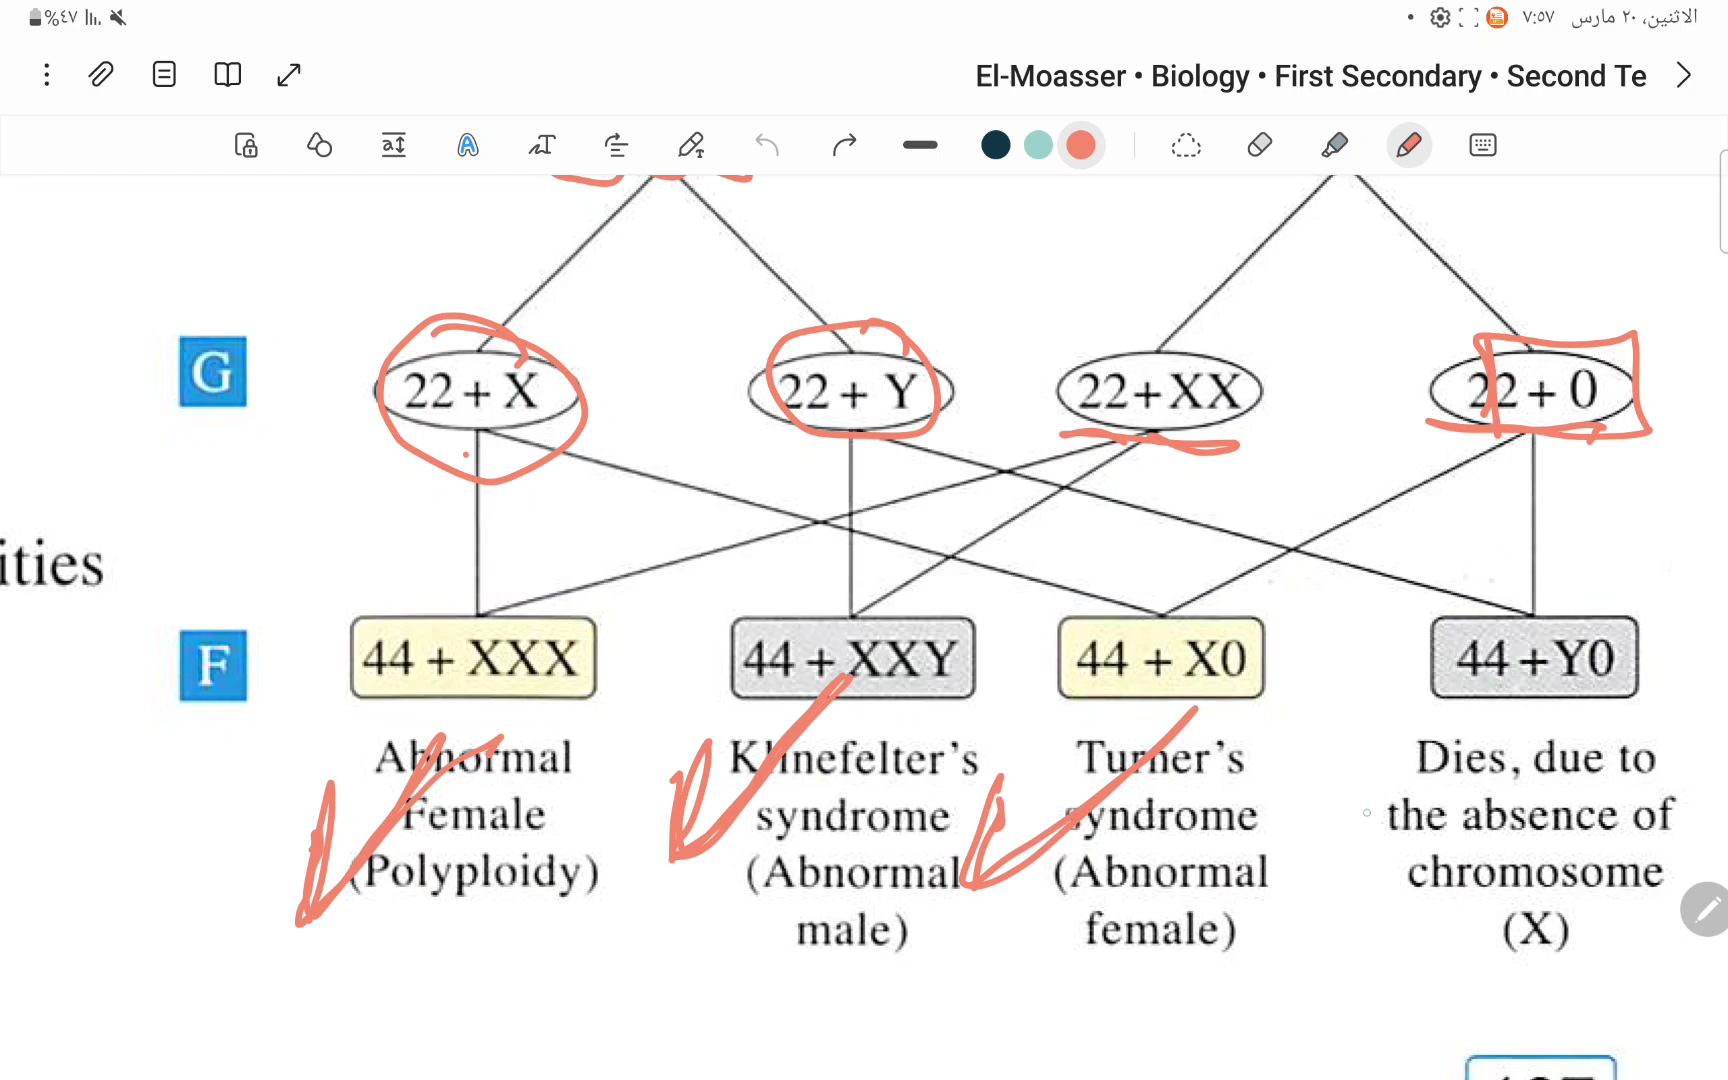 %٤٧
٧:٥٧ الاثنين، ٢٠ مارس
El-Moasser • Biology • First Secondary • Second Te
G
22 + X
22 + Y
22+XX
22 + 0
ities
F
44 + XXX
44 + XXY
44 + X0
44 +Y0
Abnormal
Female
(Polyploidy)
Klinefelter's
syndrome
(Abnormal
male)
Turner's
syndrome
(Abnormal
female)
Dies, due to
the absence of
chromosome
(X)